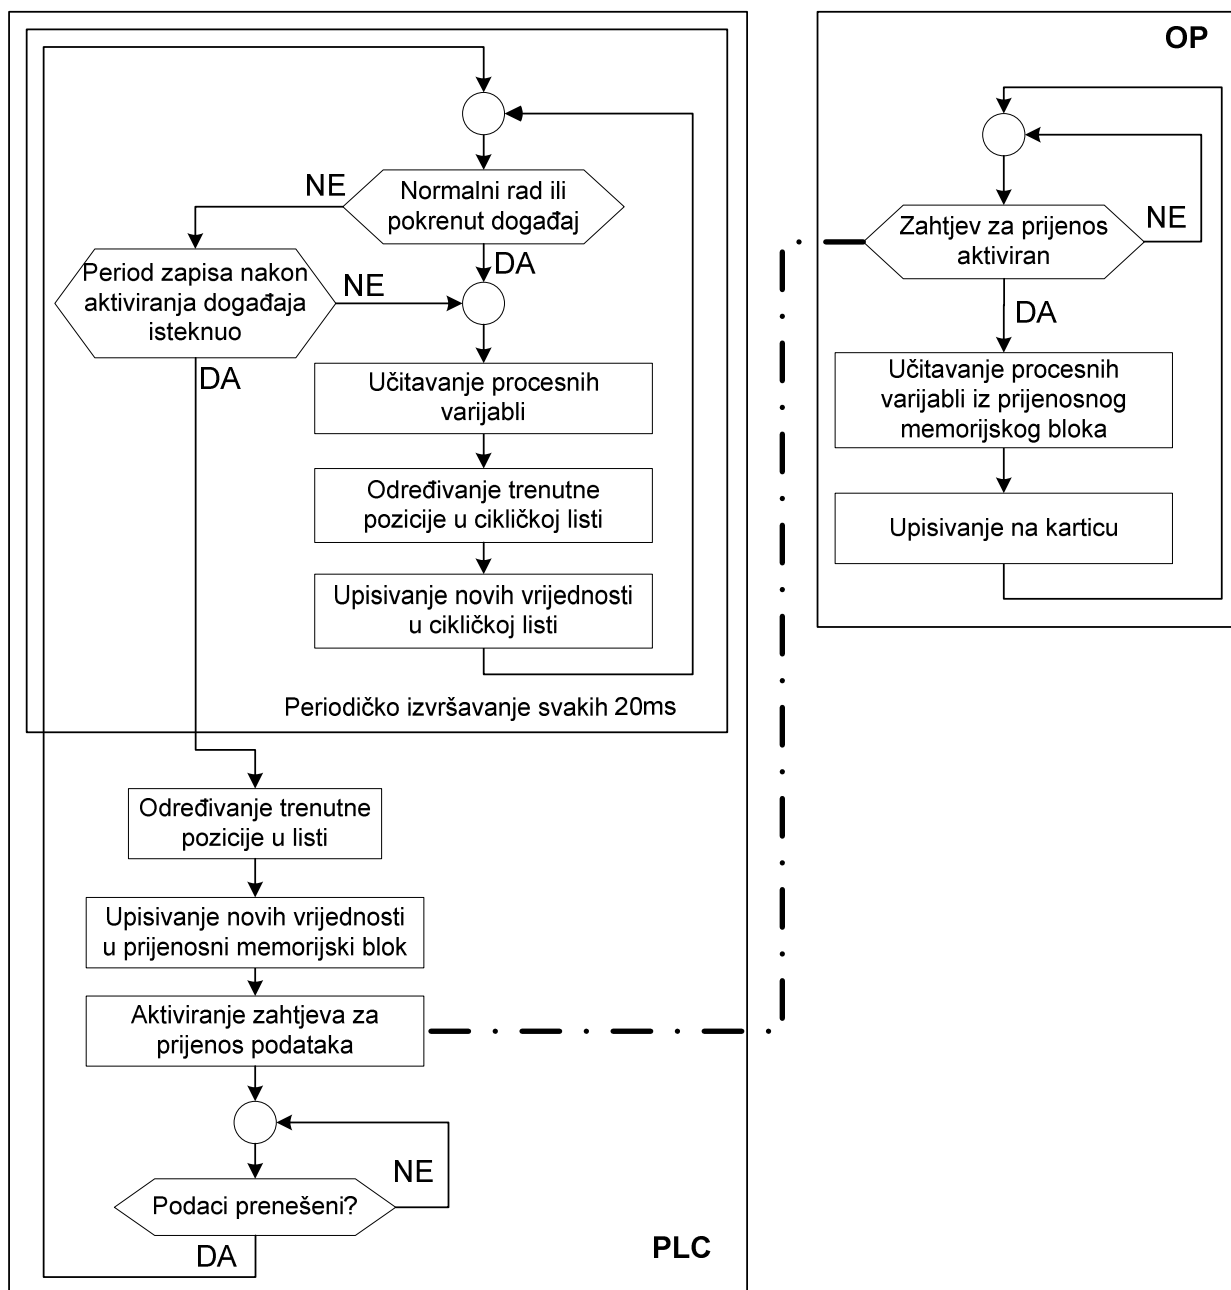 NE
Normalni rad ili
pokrenut događaj
DA
Period zapisa nakon
aktiviranja događaja
isteknuo
NE
DA
Učitavanje procesnih
varijabli
Određivanje trenutne
pozicije u cikličkoj listi
Upisivanje novih vrijednosti
u cikličkoj listi
Periodičko izvršavanje svakih 20ms
Određivanje trenutne
pozicije u listi
Upisivanje novih vrijednosti
u prijenosni memorijski blok
Aktiviranje zahtjeva za
prijenos podataka
NE
Podaci prenešeni?
DA
PLC
OP
Zahtjev za prijenos
aktiviran
NE
DA
Učitavanje procesnih
varijabli iz prijenosnog
memorijskog bloka
Upisivanje na karticu